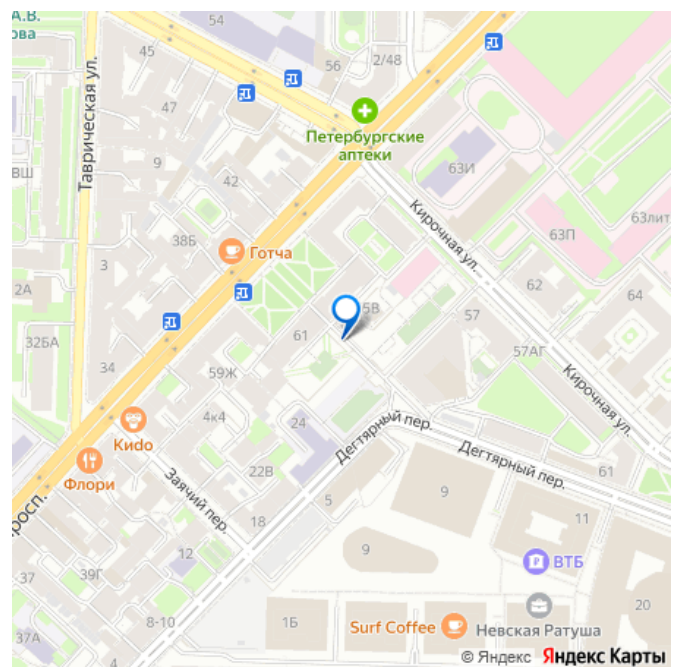 А.В.
ова
54
45
56
2/48
Таврическая ул.
47
Петербургские
аптеки
ВШ
9
42
63И
Кирочная ул.
63лит
38Б
63П
3
Готча
2А
62
64
5В
57
32БА
61
34
57АГ
59Ж
Кирочная ул.
4к4
24
Кido
Дегтярный пер.
Дегтярный пер.
Флори
Заячий пер.
22В
61
росп.
18
5
9
11
12
9
ВТБ
37
39Г
20
8-10
1Б
Surf Coffee
Невская Ратуша
37А
© Яндекс Яндекс Карты